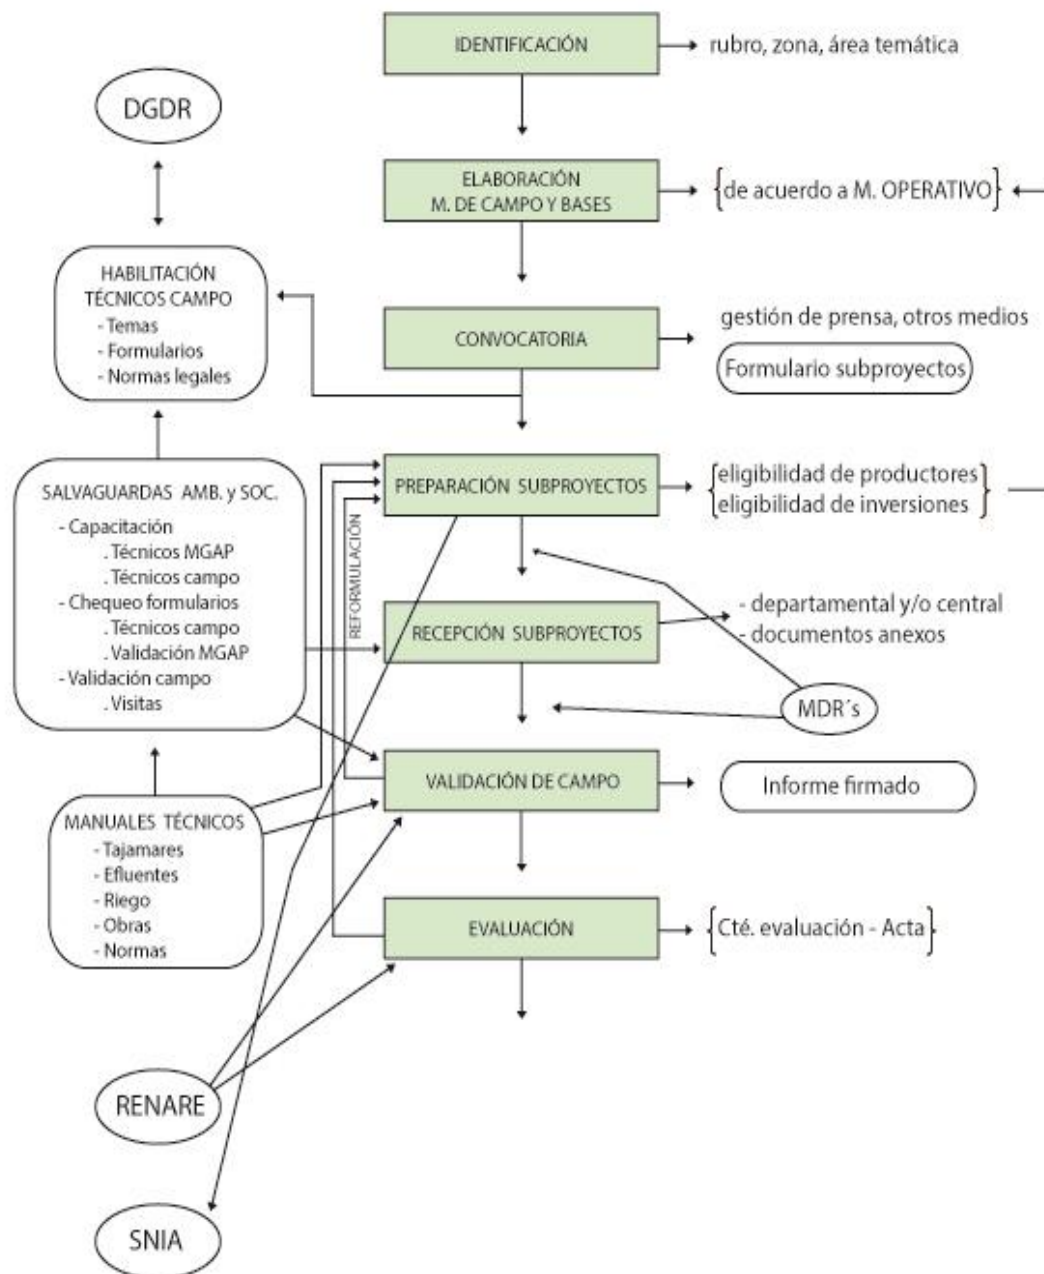 IDENTIFICACIÓN
rubro, zona, área temática
DGDR
ELABORACIÓN
M. DE CAMPO Y BASES
{de acuerdo a M. OPERATIVO}
HABILITACIÓN
TÉCNICOS CAMPO
- Temas
- Formularios
- Normas legales
CONVOCATORIA
gestión de prensa, otros medios
Formulario subproyectos
SALVAGUARDAS AMB. y SOC.
- Capacitación
. Técnicos MGAP
. Técnicos campo
- Chequeo formularios
. Técnicos campo
. Validación MGAP
- Validación campo
. Visitas
PREPARACIÓN SUBPROYECTOS
{eligibilidad de productores
eligibilidad de inversiones}
REFORMULACIÓN
RECEPCIÓN SUBPROYECTOS
- departamental y/o central
- documentos anexos
MDR´s
VALIDACIÓN DE CAMPO
Informe firmado
MANUALES TÉCNICOS
- Tajamares
- Efluentes
- Riego
- Obras
- Normas
EVALUACIÓN
{Cté. evaluación - Acta}
RENARE
SNIA